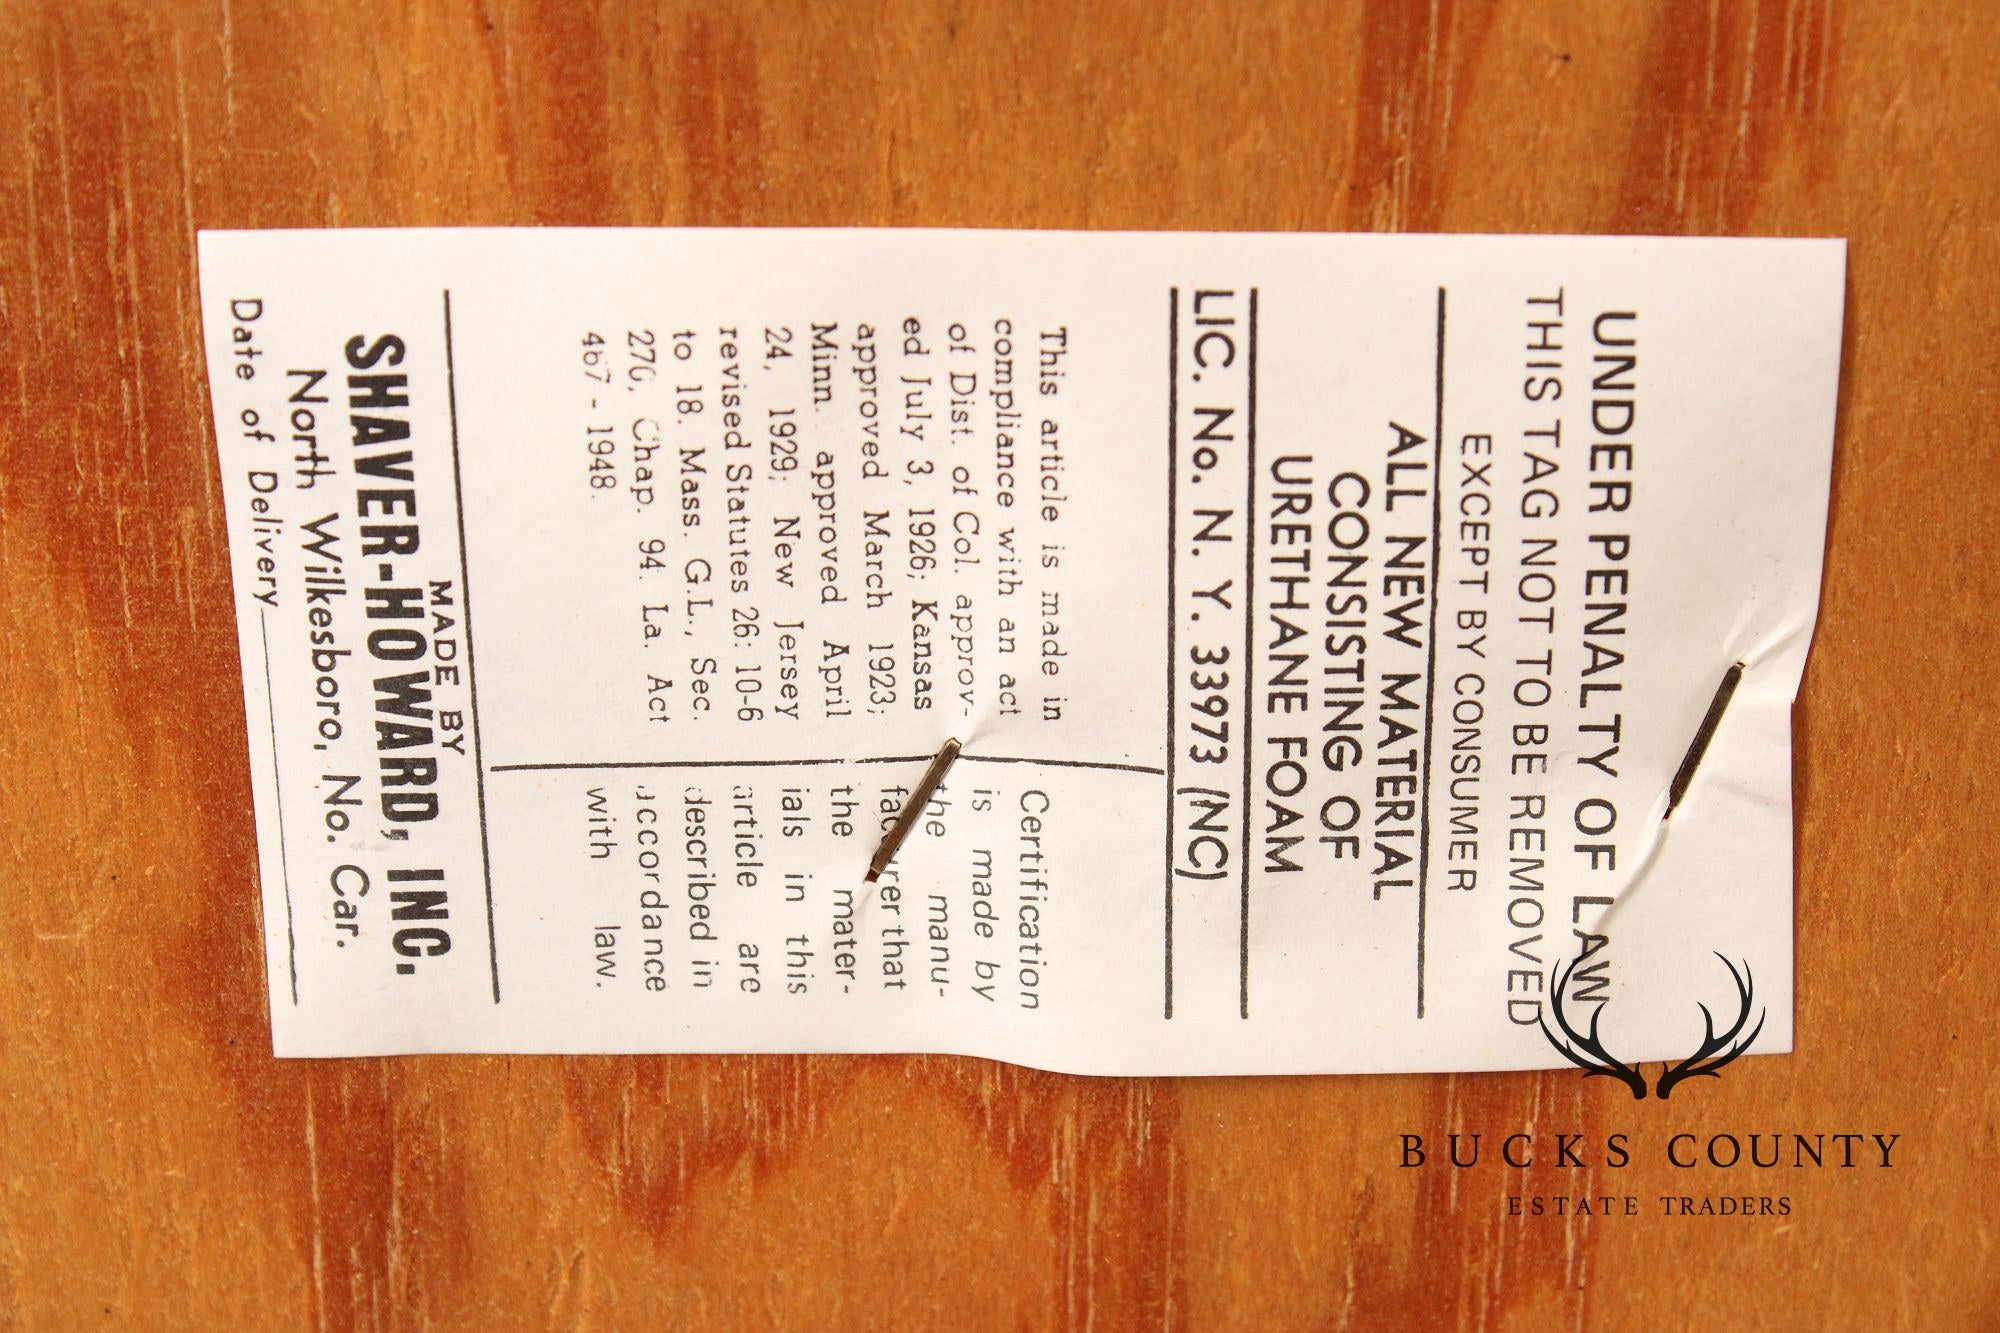 UNDER PENALTY OF LAW
THIS TAG NOT TO BE REMOVED
EXCEPT BY CONSUMER
ALL NEW MATERIAL
CONSISTING OF
URETHANE FOAM
LIC. No. N. Y. 33973 (NC)
This article is made in
compliance with an act
of Dist. of Col. approv-
ed July 3, 1926; Kansas
approved March 1923;
Minn. approved April
24, 1929; New Jersey
revised Statutes 26: 10-6
to 18. Mass. G.L., Sec.
270, Chap. 94. La. Act
467 - 1948.
Certification
is made by
the manu-
facturer that
the mater-
ials in this
article are
described in
accordance
with law.
MADE BY
SHAVER-HOWARD, INC.
North Wilkesboro, No. Car.
Date of Delivery
BUCKS COUNTY
ESTATE TRADERS